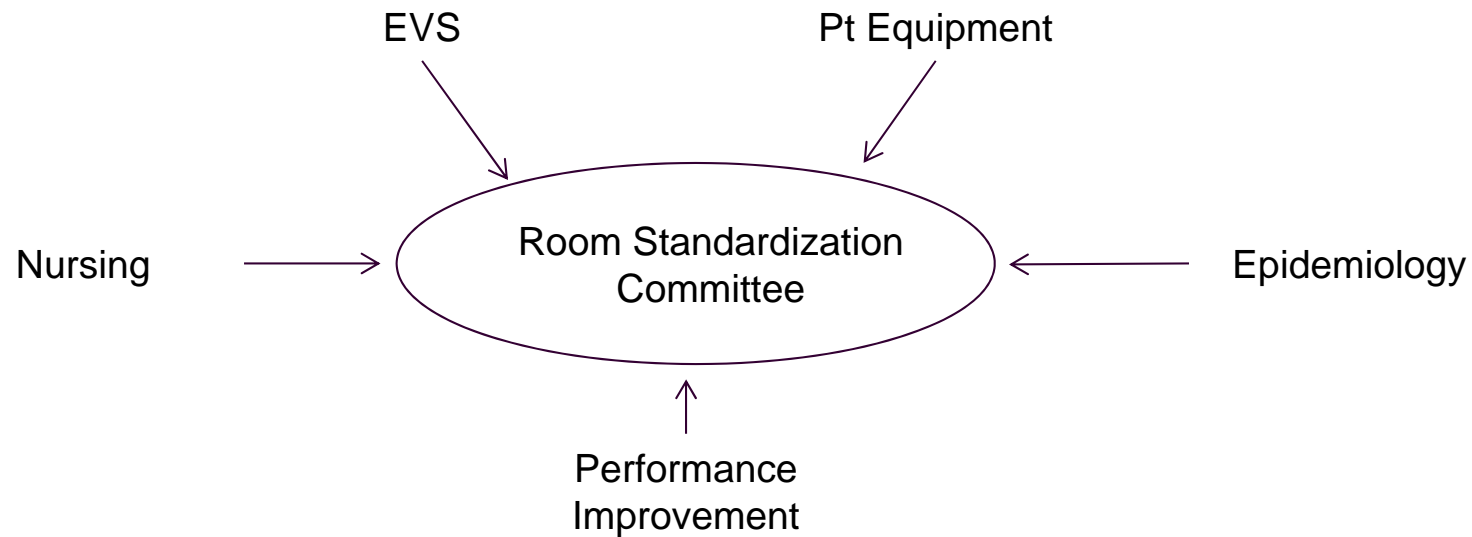 EVS
Pt Equipment
Room Standardization
Committee
Nursing
Epidemiology
Performance
Improvement